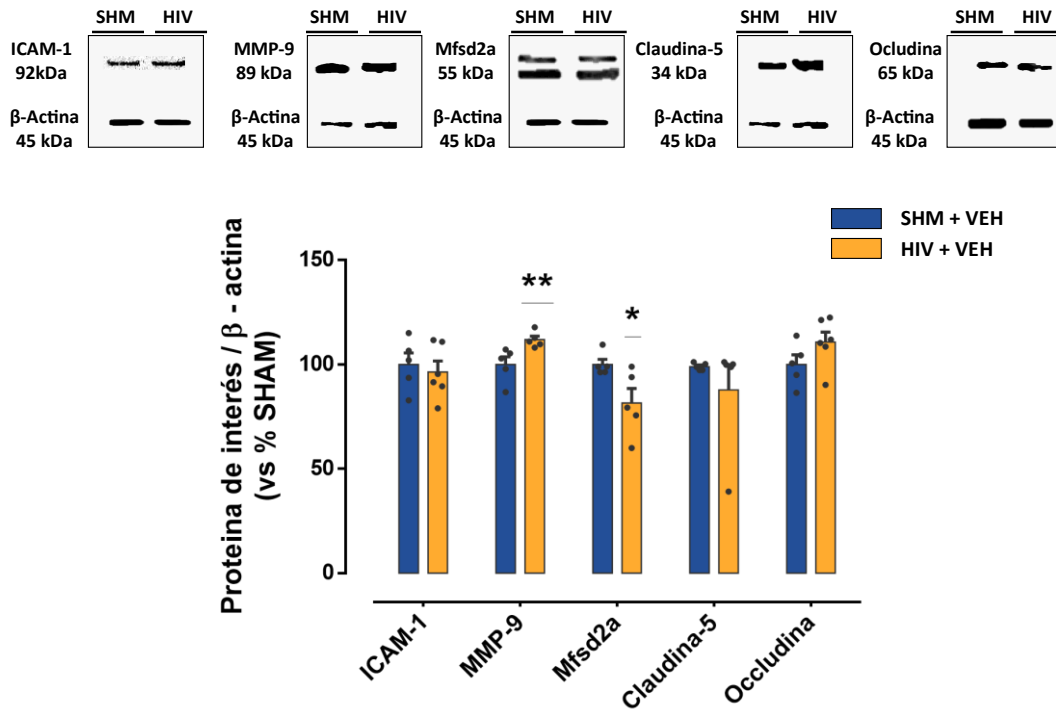 SHM HIV
ICAM-1
92kDa
β-Actina
45 kDa
SHM HIV
MMP-9
89 kDa
β-Actina
45 kDa
SHM HIV
Mfsd2a
55 kDa
β-Actina
45 kDa
SHM HIV
Claudina-5
34 kDa
β-Actina
45 kDa
SHM HIV
Ocludina
65 kDa
β-Actina
45 kDa
SHM + VEH
HIV + VEH
Proteina de interés / β - actina
(vs % SHAM)
150
100
50
0
**
*
ICAM-1
MMP-9
Mfsd2a
Claudina-5
Occludina